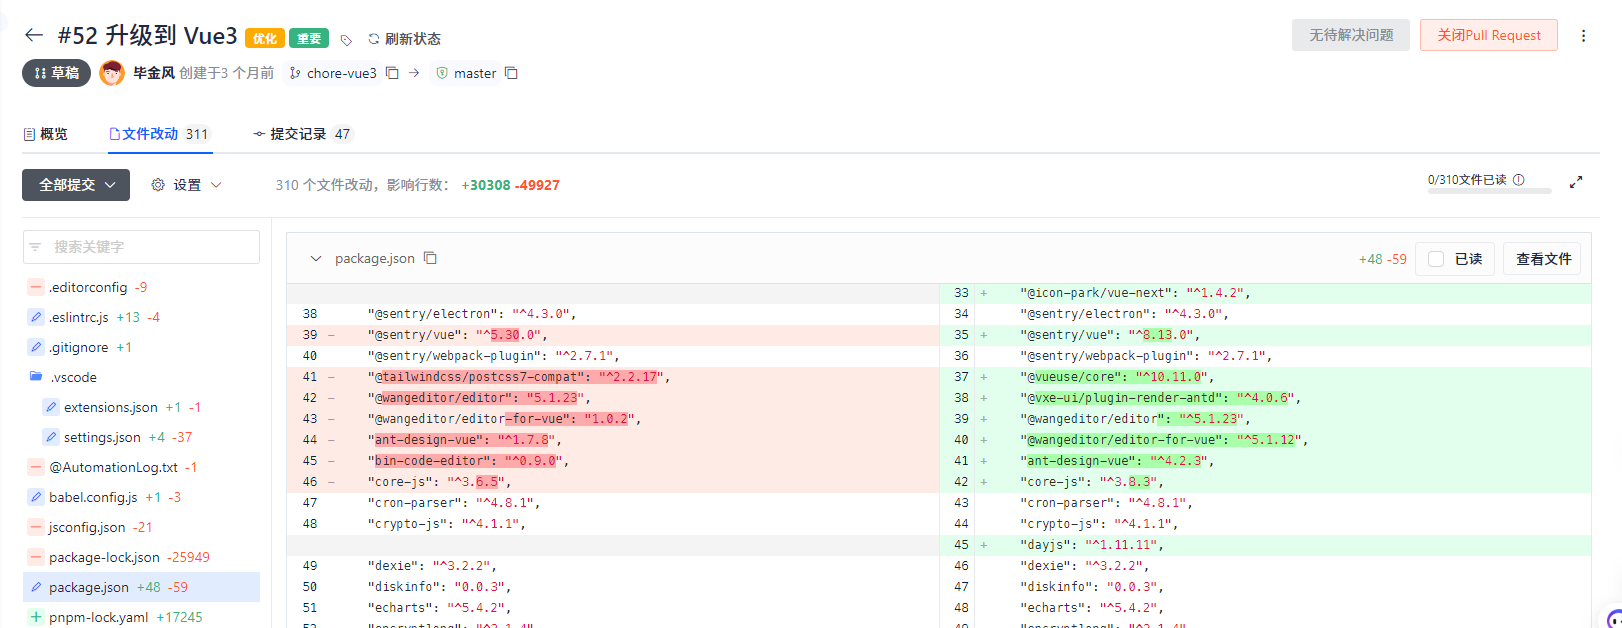 #52 升级到 Vue3 优化 重要 刷新状态 无待解决问题 关闭Pull Request
草稿 毕金风 创建于3 个月前 chore-vue3 → master
概览 文件改动 311 提交记录 47
全部提交 设置 310 个文件改动，影响行数： +30308 -49927 0/310文件已读
搜索关键字
.editorconfig -9
.eslintrc.js +13 -4
.gitignore +1
.vscode
extensions.json +1 -1
settings.json +4 -37
@AutomationLog.txt -1
babel.config.js +1 -3
jsconfig.json -21
package-lock.json -25949
package.json +48 -59
pnpm-lock.yaml +17245
package.json +48 -59 已读 查看文件
33 + "@icon-park/vue-next": "^1.4.2",
38 "@sentry/electron": "^4.3.0", 34 "@sentry/electron": "^4.3.0",
39 - "@sentry/vue": "^5.30.0", 35 + "@sentry/vue": "^8.13.0",
40 "@sentry/webpack-plugin": "^2.7.1", 36 "@sentry/webpack-plugin": "^2.7.1",
41 - "@tailwindcss/postcss7-compat": "^2.2.17", 37 + "@vueuse/core": "^10.11.0",
42 - "@wangeditor/editor": "5.1.23", 38 + "@vxe-ui/plugin-render-antd": "^4.0.6",
43 - "@wangeditor/editor-for-vue": "1.0.2", 39 + "@wangeditor/editor": "^5.1.23",
44 - "ant-design-vue": "^1.7.8", 40 + "@wangeditor/editor-for-vue": "^5.1.12",
45 - "bin-code-editor": "^0.9.0", 41 + "ant-design-vue": "^4.2.3",
46 - "core-js": "^3.6.5", 42 + "core-js": "^3.8.3",
47 "cron-parser": "^4.8.1", 43 "cron-parser": "^4.8.1",
48 "crypto-js": "^4.1.1", 44 "crypto-js": "^4.1.1",
45 + "dayjs": "^1.11.11",
49 "dexie": "^3.2.2", 46 "dexie": "^3.2.2",
50 "diskinfo": "0.0.3", 47 "diskinfo": "0.0.3",
51 "echarts": "^5.4.2", 48 "echarts": "^5.4.2",